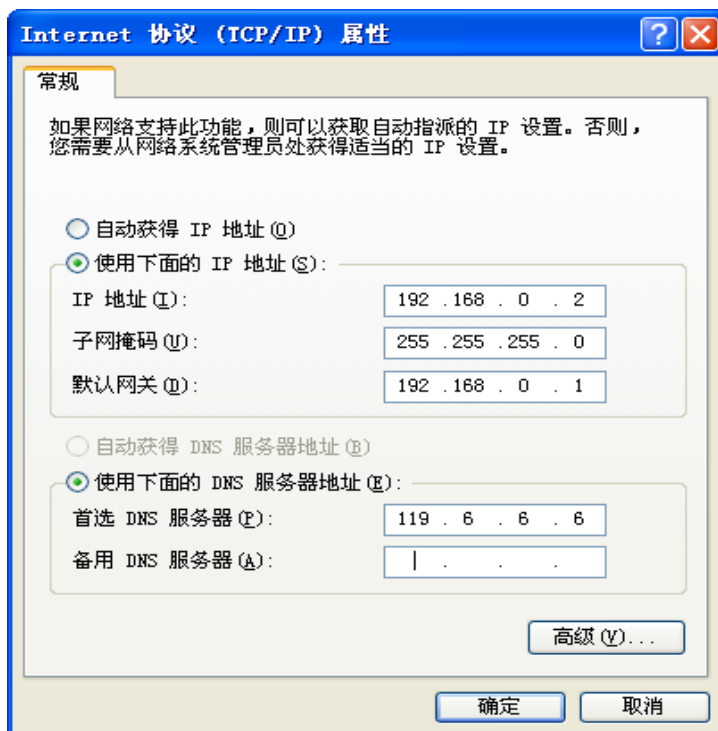 Internet 协议 (TCP/IP) 属性
常规
如果网络支持此功能,则可以获取自动指派的 IP 设置。否则,
您需要从网络系统管理员处获得适当的 IP 设置。
自动获得 IP 地址(O)
使用下面的 IP 地址(S):
IP 地址(I): 192 .168 . 0 . 2
子网掩码(U): 255 .255 .255 . 0
默认网关(D): 192 .168 . 0 . 1
自动获得 DNS 服务器地址(B)
使用下面的 DNS 服务器地址(E):
首选 DNS 服务器(P): 119 . 6 . 6 . 6
备用 DNS 服务器(A): . . .
高级(V)...
确定 取消